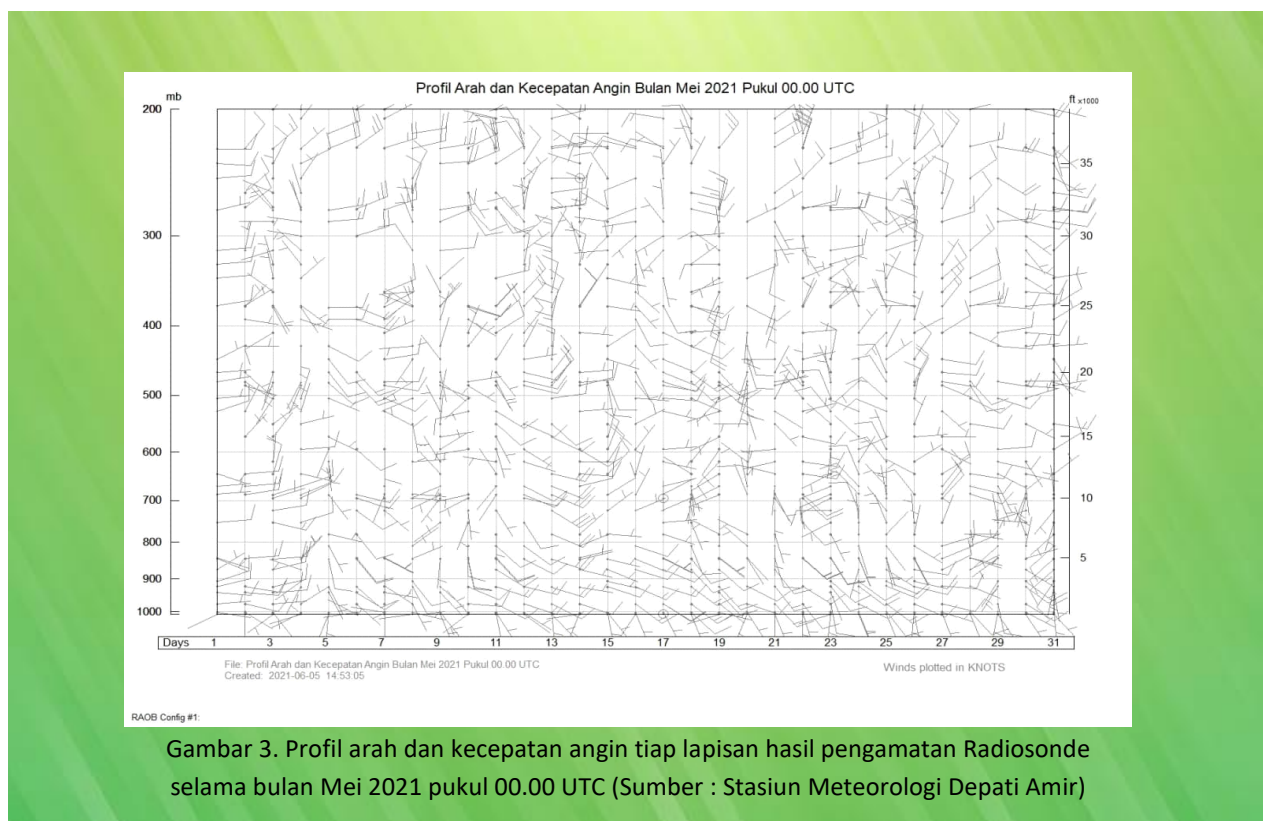 Profil Arah dan Kecepatan Angin Bulan Mei 2021 Pukul 00.00 UTC
mb
ft x1000
200
35
300
30
25
400
20
500
15
600
700
10
800
5
900
1000
Days 1 3 5 7 9 11 13 15 17 19 21 23 25 27 29 31
File: Profil Arah dan Kecepatan Angin Bulan Mei 2021 Pukul 00.00 UTC
Created: 2021-06-05 14:53:05
Winds plotted in KNOTS
RAOB Config #1:
Gambar 3. Profil arah dan kecepatan angin tiap lapisan hasil pengamatan Radiosonde
selama bulan Mei 2021 pukul 00.00 UTC (Sumber : Stasiun Meteorologi Depati Amir)